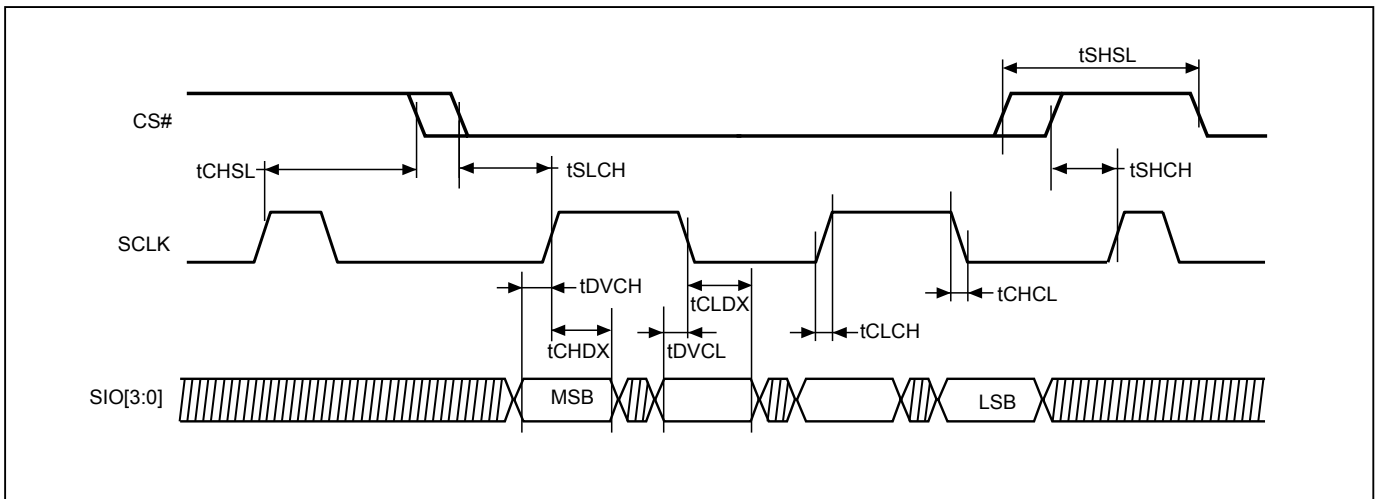 tSHSL
CS#
tCHSL
tSLCH
tSHCH
SCLK
tDVCH
tCLDX
tCHCL
tCHDX
tDVCL
tCLCH
SIO[3:0]
MSB
LSB